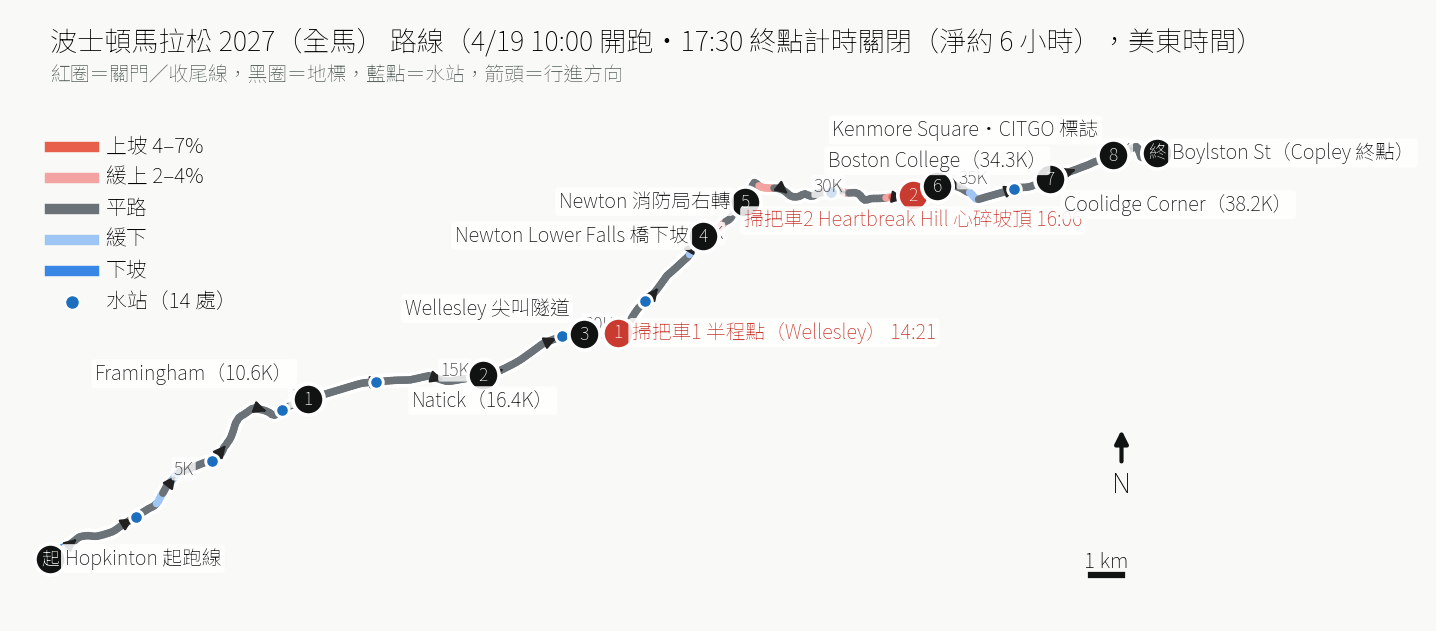 波士頓馬拉松 2027（全馬） 路線（4/19 10:00 開跑・17:30 終點計時關閉（淨約 6 小時），美東時間）
紅圈＝關門／收尾線，黑圈＝地標，藍點＝水站，箭頭＝行進方向
上坡 4–7%
緩上 2–4%
平路
緩下
下坡
水站（14 處）
Kenmore Square・CITGO 標誌
8
終 Boylston St（Copley 終點）
Boston College（34.3K）
30K
2
6
35K
7
Coolidge Corner（38.2K）
Newton 消防局右轉
5
掃把車2 Heartbreak Hill 心碎坡頂 16:00
Newton Lower Falls 橋下坡
4
Wellesley 尖叫隧道
3
1
掃把車1 半程點（Wellesley） 14:21
Framingham（10.6K）
1
15K
2
Natick（16.4K）
5K
起 Hopkinton 起跑線
N
1 km